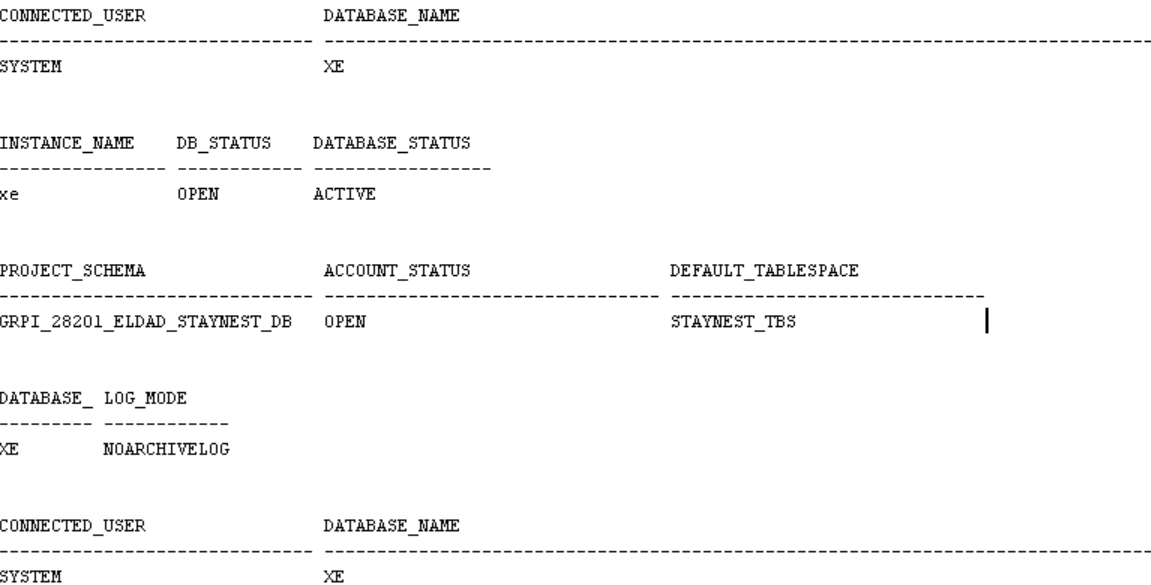 CONNECTED_USER                 DATABASE_NAME
------------------------------ --------------------------------------------------------------------------------
SYSTEM                         XE
INSTANCE_NAME    DB_STATUS    DATABASE_STATUS
---------------- ------------ -----------------
xe               OPEN         ACTIVE
PROJECT_SCHEMA                 ACCOUNT_STATUS                   DEFAULT_TABLESPACE
------------------------------ -------------------------------- ------------------------------
GRPI_28201_ELDAD_STAYNEST_DB   OPEN                             STAYNEST_TBS
DATABASE_ LOG_MODE
--------- ------------
XE        NOARCHIVELOG
CONNECTED_USER                 DATABASE_NAME
------------------------------ --------------------------------------------------------------------------------
SYSTEM                         XE